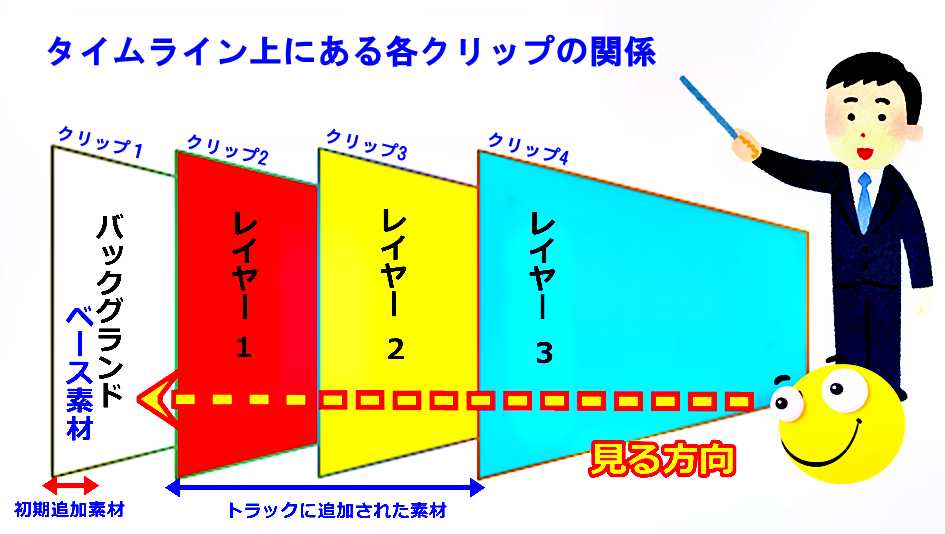 タイムライン上にある各クリップの関係
クリップ1
クリップ2
クリップ3
クリップ4
バックグランド
ベース素材
レイヤー 1
レイヤー 2
レイヤー 3
見る方向
初期追加素材
トラックに追加された素材